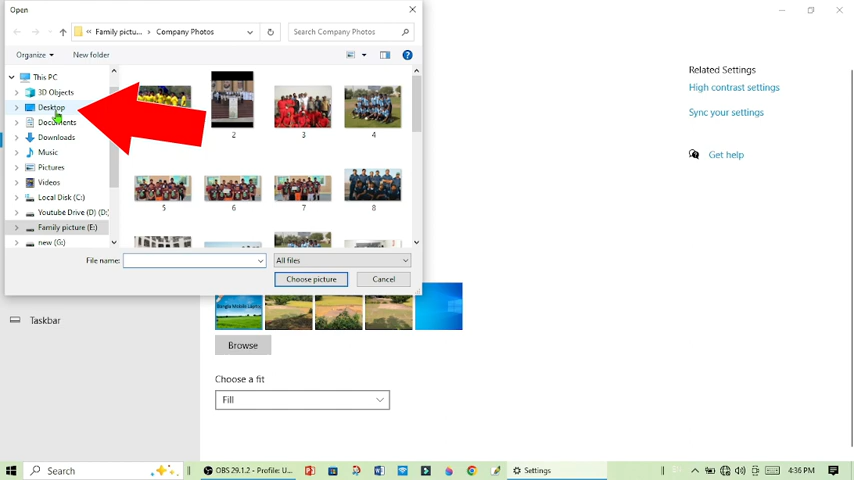 Open
Family pictu...
Company Photos
Search Company Photos
Organize
New folder
This PC
3D Objects
Desktop
Documents
Downloads
Music
Pictures
Videos
Local Disk (C:)
Youtube Drive (D) (D:)
Family picture (E:)
new (G:)
2
3
4
5
6
7
8
File name:
All files
Choose picture
Cancel
Related Settings
High contrast settings
Sync your settings
Get help
Browse
Choose a fit
Fill
Taskbar
Search
OBS 29.1.2 - Profile: U...
Settings
4:36 PM